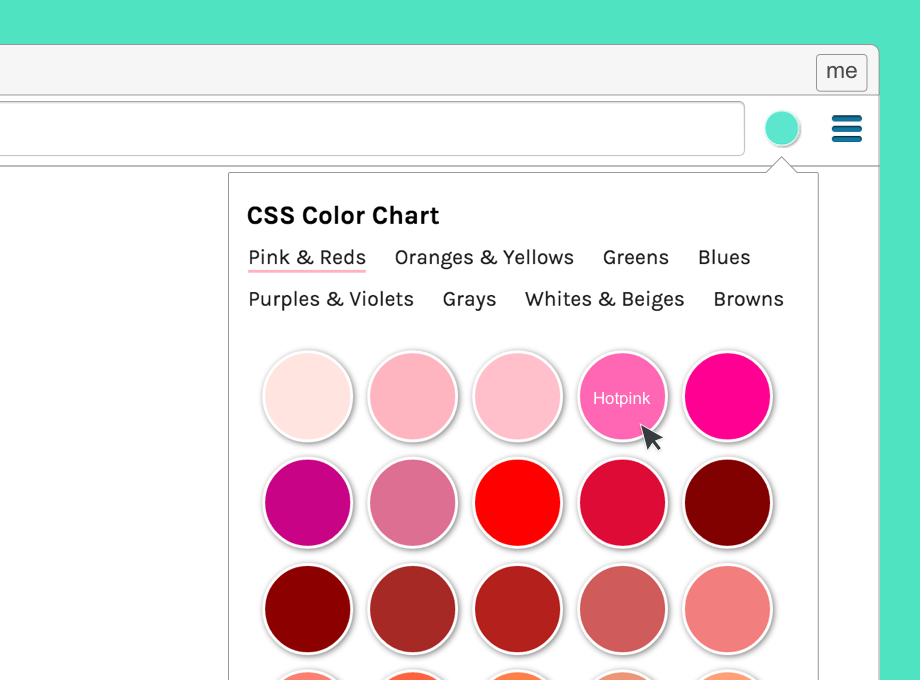 me
CSS Color Chart
Pink & Reds Oranges & Yellows Greens Blues
Purples & Violets Grays Whites & Beiges Browns
Hotpink